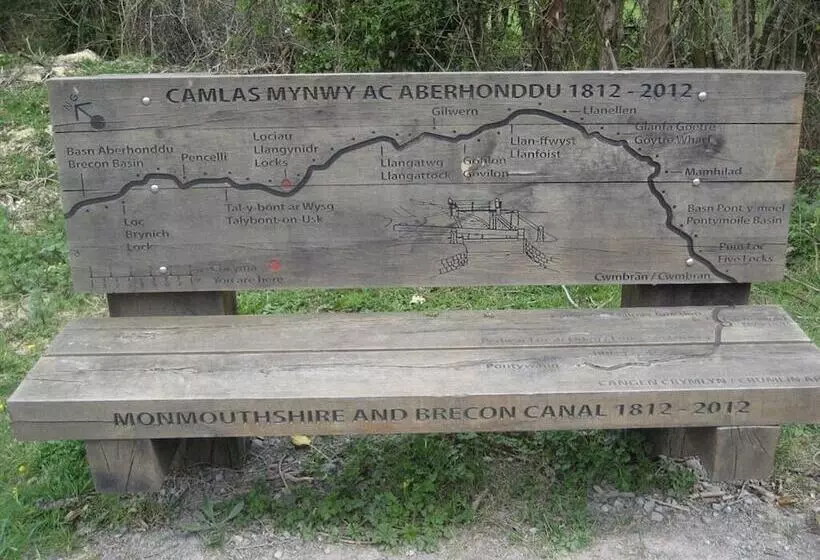 CAMLAS MYNWY AC ABERHONDDU 1812 - 2012
Gilwern
Llanellen
Basn Aberhonddu
Brecon Basin
Pencelli
Lociau
Llangynidr
Locks
Llangatwg
Llangattock
Gofilon
Govilon
Llan-ffwyst
Llanfoist
Glanfa Goetre
Goytre Wharf
Mamhilad
Loc
Brynich
Lock
Tal-y-bont ar Wysg
Talybont-on-Usk
Basn Pont y moel
Pontymoile Basin
Pum Loc
Five Locks
You are here
Cwmbrân / Cwmbran
Pontywaun
CANGEN CRYMLYN / CRUMLIN
MONMOUTHSHIRE AND BRECON CANAL 1812 - 2012